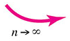 n → ∞